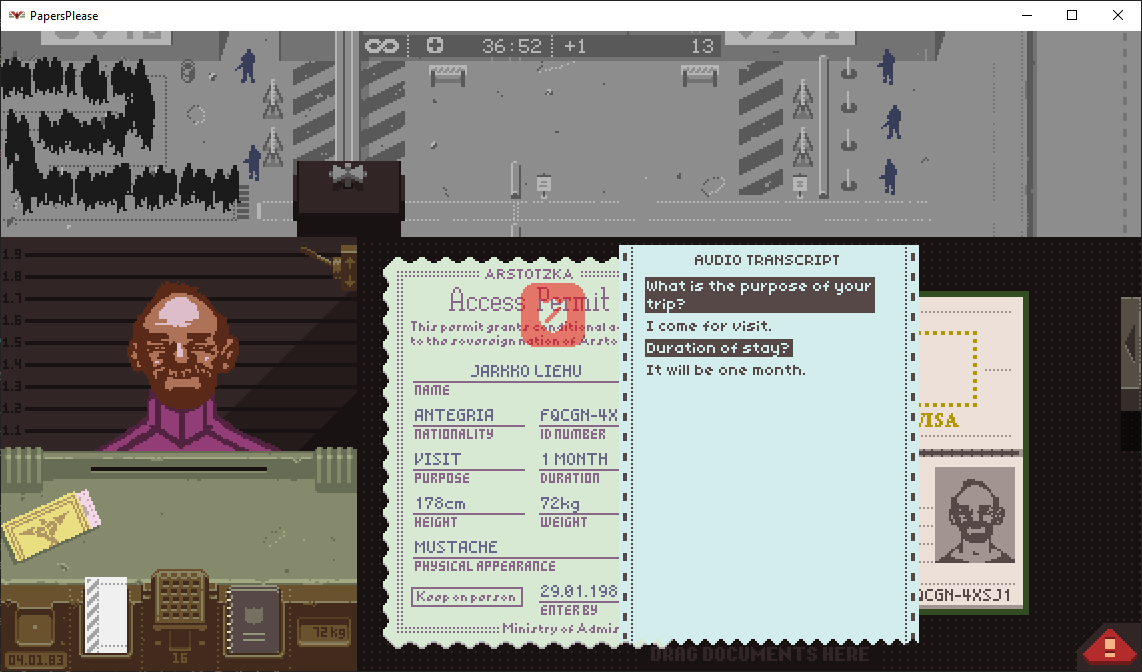 PapersPlease
36:52
+1
13
1.9
1.8
1.7
1.6
1.5
1.4
1.3
1.2
1.1
ARSTOTZKA
Access Permit
This permit grants conditional a
to the sovereign nation of Arsto
JARKKO LIEHU
NAME
ANTEGRIA
FQCGN-4X
NATIONALITY
ID NUMBER
VISIT
1 MONTH
PURPOSE
DURATION
178cm
72kg
HEIGHT
WEIGHT
MUSTACHE
PHYSICAL APPEARANCE
Keep on person
29.01.198
ENTER BY
Ministry of Admis
AUDIO TRANSCRIPT
What is the purpose of your
trip?
I come for visit.
Duration of stay?
It will be one month.
VISA
QCGN-4XSJ1
04.01.83
16
72kg
DRAG DOCUMENTS HERE